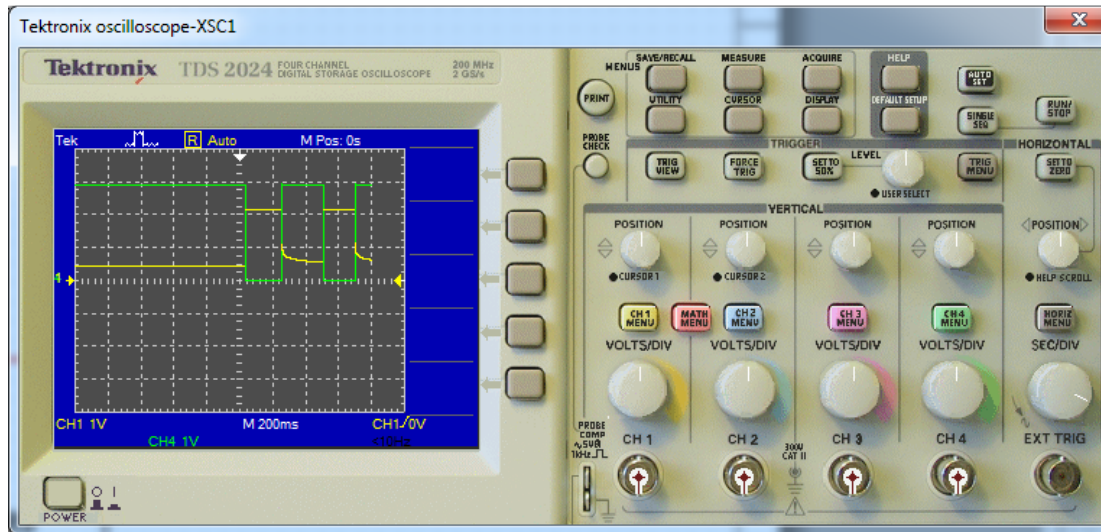 Tektronix oscilloscope-XSC1
Tektronix TDS 2024 FOUR CHANNEL DIGITAL STORAGE OSCILLOSCOPE 200 MHz 2 GS/s
Tek R Auto M Pos: 0s
4
CH1 1V M 200ms CH1 0V
CH4 1V <10Hz
POWER
MENUS SAVE/RECALL MEASURE ACQUIRE HELP
AUTO SET
PRINT UTILITY CURSOR DISPLAY DEFAULT SETUP SINGLE SEQ RUN/ STOP
PROBE CHECK TRIGGER HORIZONTAL
TRIG VIEW FORCE TRIG SET TO 50% LEVEL TRIG MENU SET TO ZERO
USER SELECT
VERTICAL
POSITION POSITION POSITION POSITION POSITION
CURSOR 1 CURSOR 2 HELP SCROLL
CH 1 MENU MATH MENU CH 2 MENU CH 3 MENU CH4 MENU HORIZ MENU
VOLTS/DIV VOLTS/DIV VOLTS/DIV VOLTS/DIV SEC/DIV
PROBE COMP ~5V@ 1kHz
CH 1 CH 2 300V CAT II CH 3 CH 4 EXT TRIG